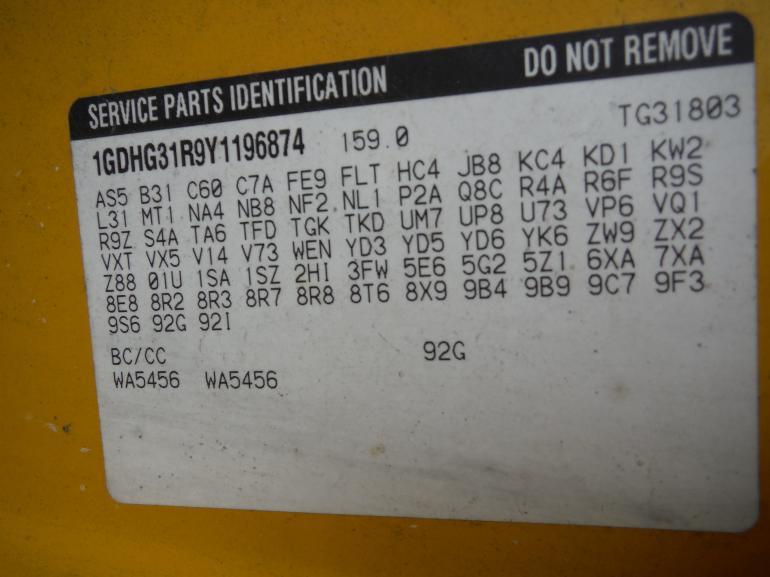 SERVICE PARTS IDENTIFICATION DO NOT REMOVE
1GDHG31R9Y1196874 159.0 TG31803
AS5 B31 C60 C7A FE9 FLT HC4 JB8 KC4 KD1 KW2
L31 MT1 NA4 NB8 NF2 NL1 P2A Q8C R4A R6F R9S
R9Z S4A TA6 TFD TGK TKD UM7 UP8 U73 VP6 VQ1
VXT VX5 V14 V73 WEN YD3 YD5 YD6 YK6 ZW9 ZX2
Z88 01U 1SA 1SZ 2HI 3FW 5E6 5G2 5Z1 6XA 7XA
8E8 8R2 8R3 8R7 8R8 8T6 8X9 9B4 9B9 9C7 9F3
9S6 92G 92I
BC/CC 92G
WA5456 WA5456